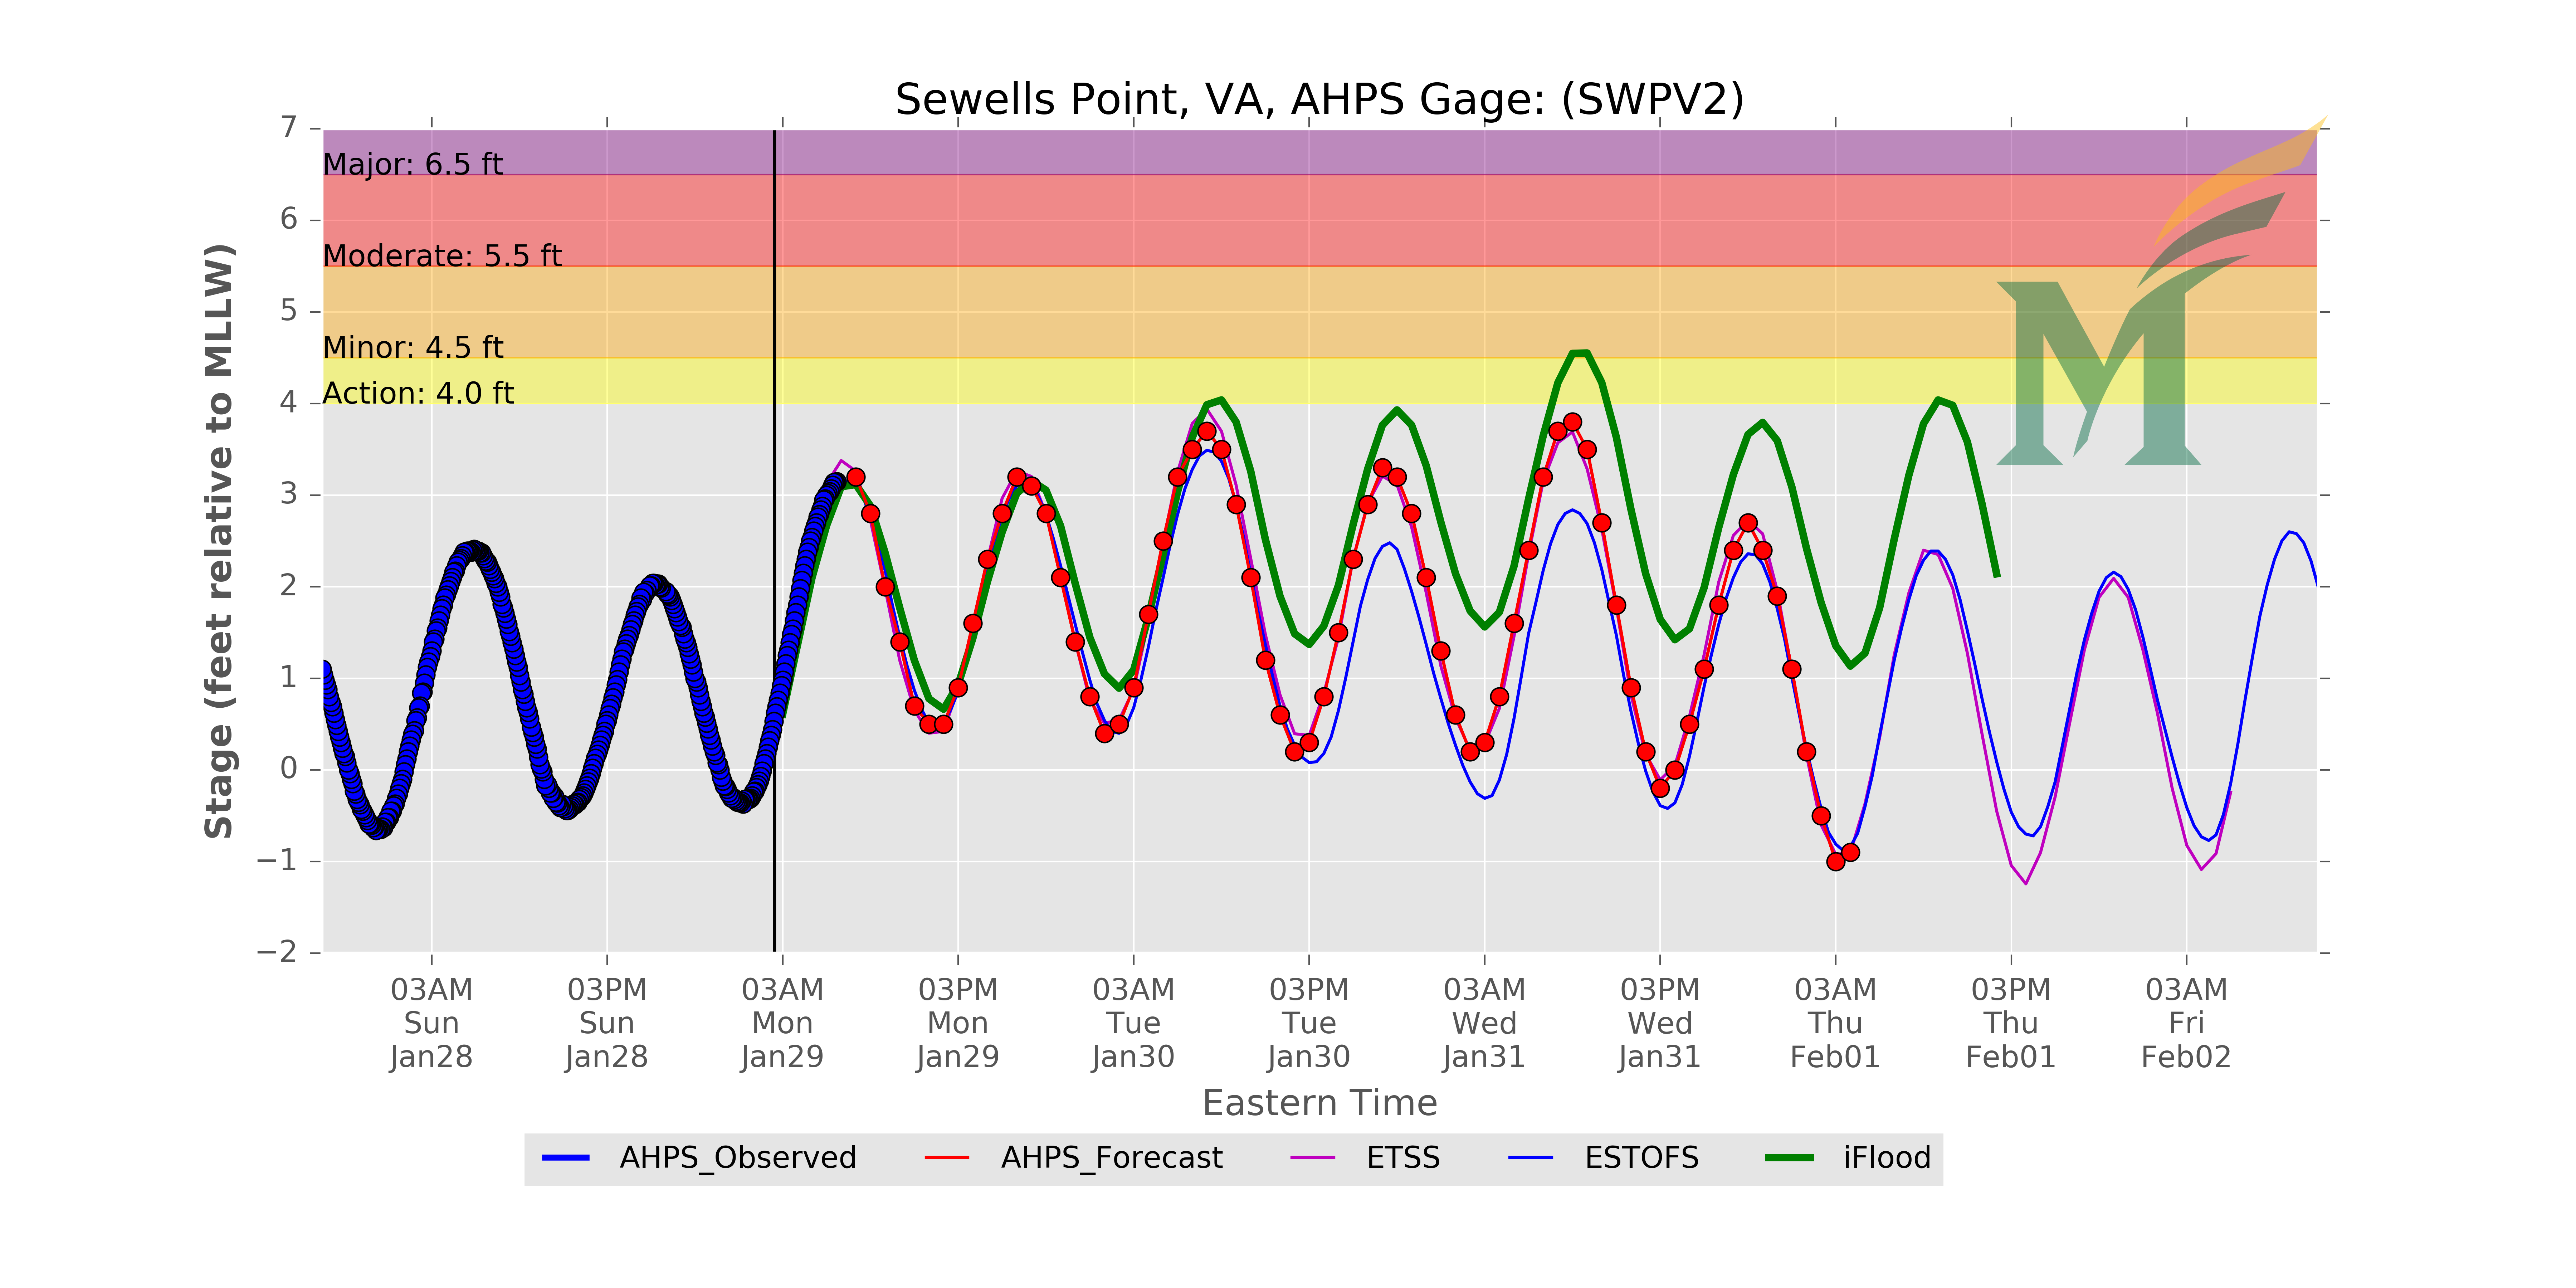 Sewells Point, VA, AHPS Gage: (SWPV2)
7
Major: 6.5 ft
6
Moderate: 5.5 ft
5
Minor: 4.5 ft
Action: 4.0 ft
4
3
2
1
0
−1
−2
Stage (feet relative to MLLW)
03AM 03PM 03AM 03PM 03AM 03PM 03AM 03PM 03AM 03PM 03AM
Sun Sun Mon Mon Tue Tue Wed Wed Thu Thu Fri
Jan28 Jan28 Jan29 Jan29 Jan30 Jan30 Jan31 Jan31 Feb01 Feb01 Feb02
Eastern Time
AHPS_Observed AHPS_Forecast ETSS ESTOFS iFlood
M